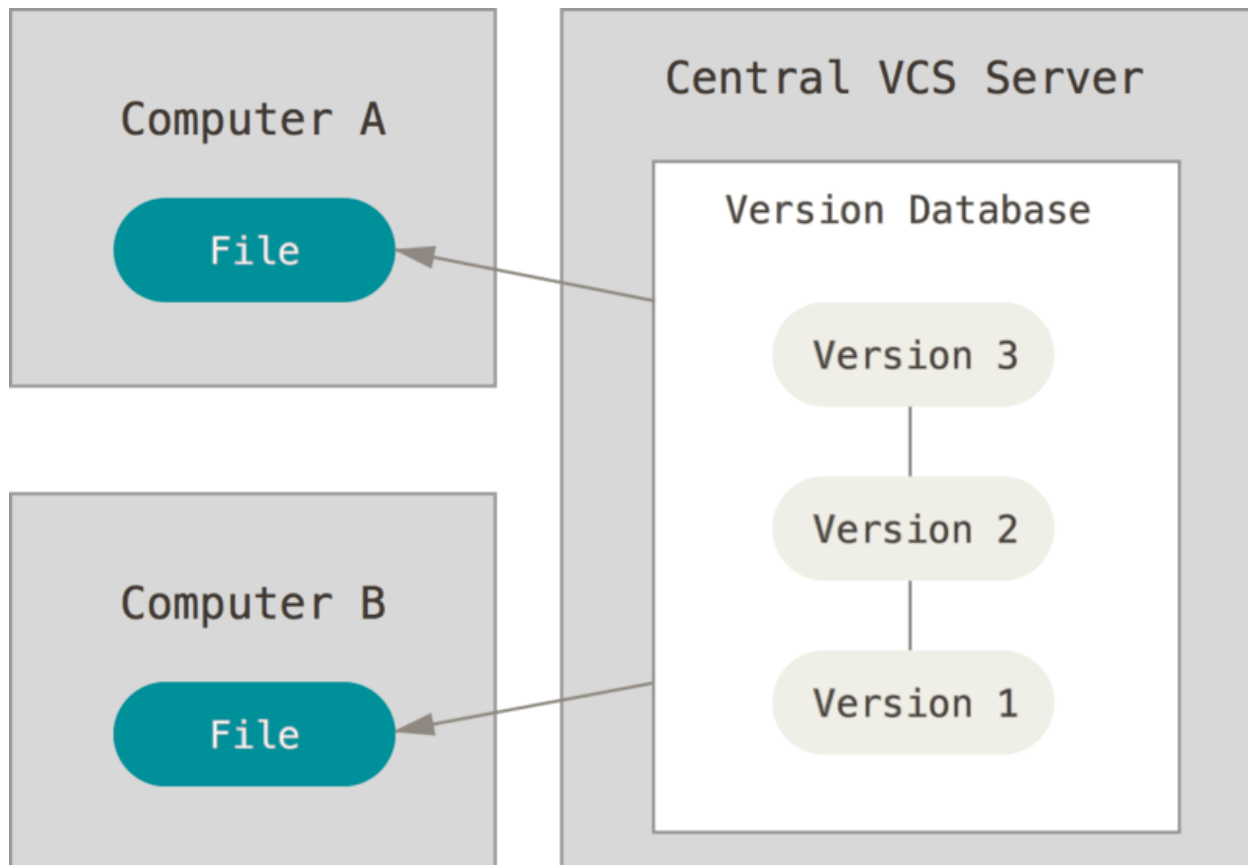 Computer A
File
Computer B
File
Central VCS Server
Version Database
Version 3
Version 2
Version 1